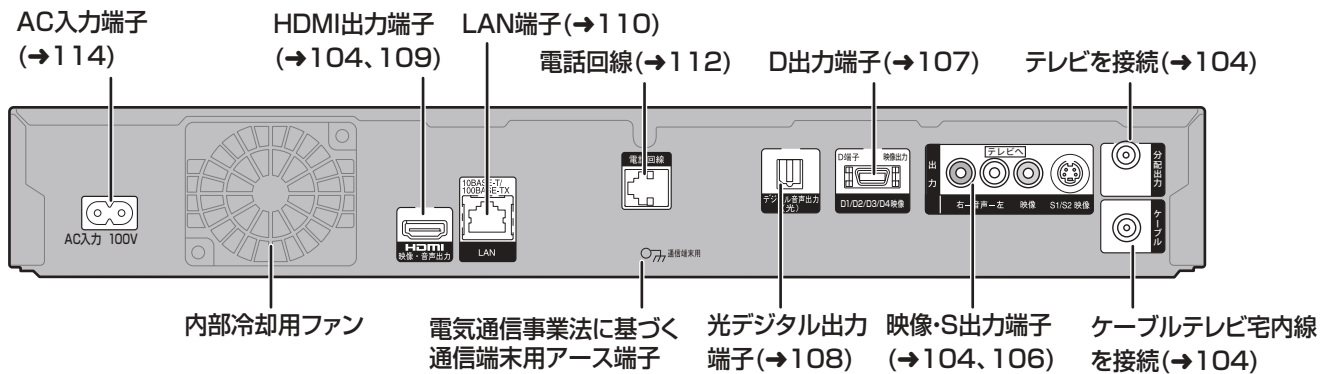 AC入力端子
(➜114)
HDMI出力端子
(➜104、109)
LAN端子(➜110)
電話回線(➜112)
D出力端子(➜107)
テレビを接続(➜104)
AC入力 100V
HDMI
映像・音声出力
10BASE-T/
100BASE-TX
LAN
電話回線
通信端末用
デジタル音声出力
(光)
D端子 映像出力
D1/D2/D3/D4映像
出力
テレビへ
右－音声－左 映像 S1/S2 映像
分配出力
ケーブル
内部冷却用ファン
電気通信事業法に基づく
通信端末用アース端子
光デジタル出力
端子(➜108)
映像・S出力端子
(➜104、106)
ケーブルテレビ宅内線
を接続(➜104)